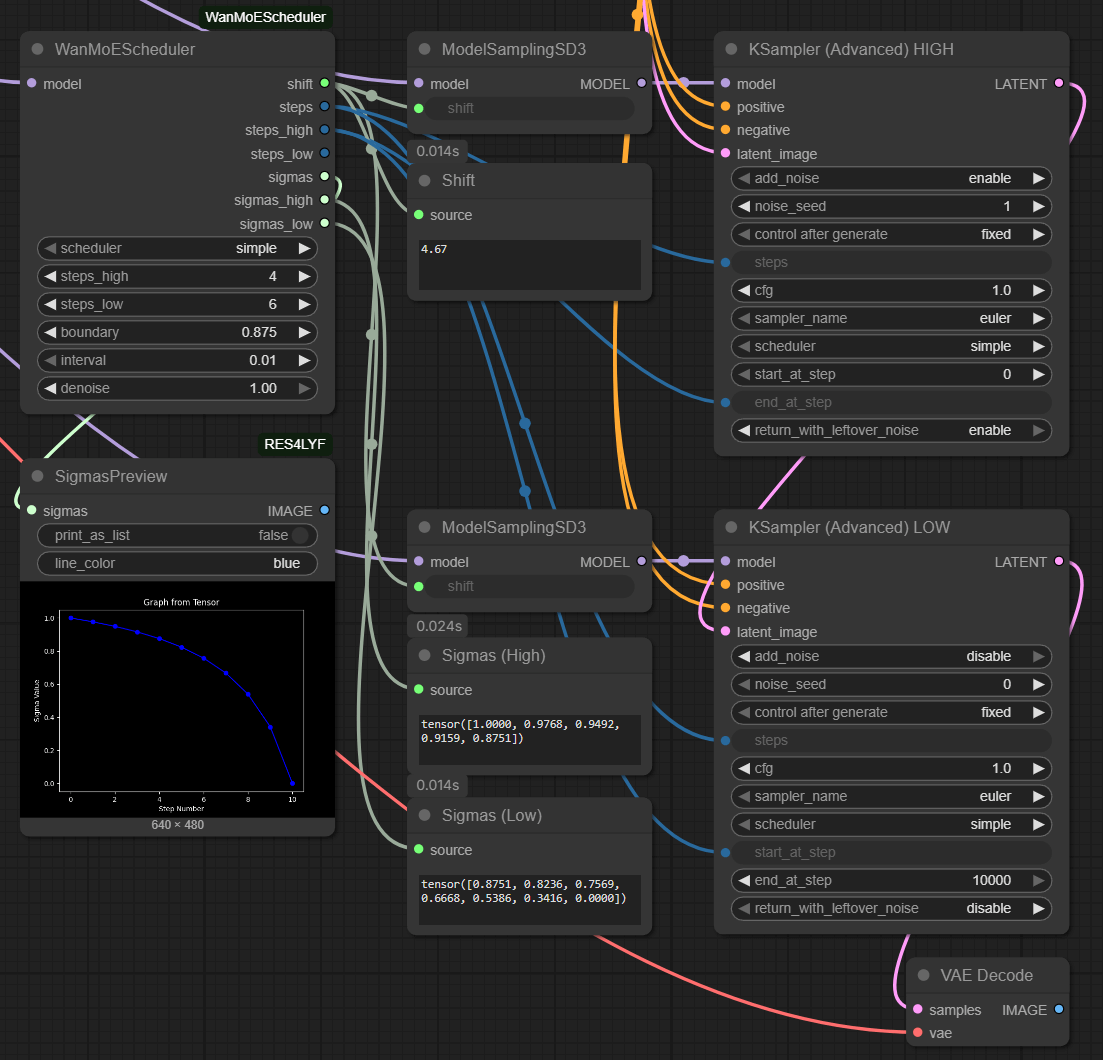 WanMoEScheduler
WanMoEScheduler
model
shift
steps
steps_high
steps_low
sigmas
sigmas_high
sigmas_low
scheduler simple
steps_high 4
steps_low 6
boundary 0.875
interval 0.01
denoise 1.00
RES4LYF
SigmasPreview
sigmas IMAGE
print_as_list false
line_color blue
Graph from Tensor
1.0
0.8
0.6
0.4
0.2
0.0
Sigma Value
0 2 4 6 8 10
Step Number
640 × 480
ModelSamplingSD3
model MODEL
shift
0.014s
Shift
source
4.67
ModelSamplingSD3
model MODEL
shift
0.024s
Sigmas (High)
source
tensor([1.0000, 0.9768, 0.9492,
0.9159, 0.8751])
0.014s
Sigmas (Low)
source
tensor([0.8751, 0.8236, 0.7569,
0.6668, 0.5386, 0.3416, 0.0000])
KSampler (Advanced) HIGH
model LATENT
positive
negative
latent_image
add_noise enable
noise_seed 1
control after generate fixed
steps
cfg 1.0
sampler_name euler
scheduler simple
start_at_step 0
end_at_step
return_with_leftover_noise enable
KSampler (Advanced) LOW
model LATENT
positive
negative
latent_image
add_noise disable
noise_seed 0
control after generate fixed
steps
cfg 1.0
sampler_name euler
scheduler simple
start_at_step
end_at_step 10000
return_with_leftover_noise disable
VAE Decode
samples IMAGE
vae